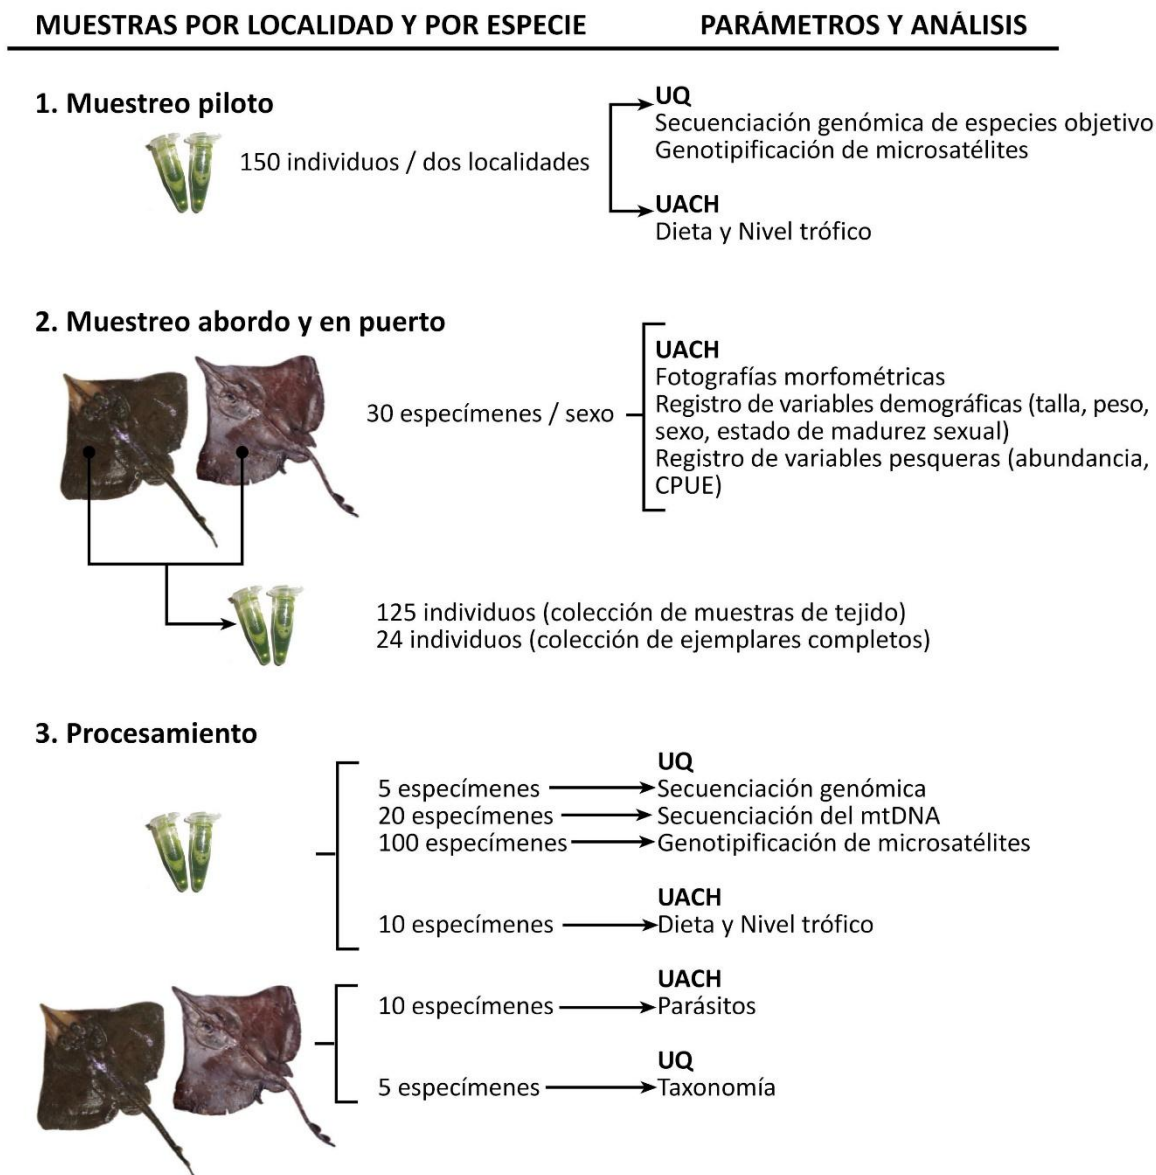 MUESTRAS POR LOCALIDAD Y POR ESPECIE
PARÁMETROS Y ANÁLISIS
1. Muestreo piloto
150 individuos / dos localidades
UQ
Secuenciación genómica de especies objetivo
Genotipificación de microsatélites
UACH
Dieta y Nivel trófico
2. Muestreo abordo y en puerto
30 especímenes / sexo
UACH
Fotografías morfométricas
Registro de variables demográficas (talla, peso,
sexo, estado de madurez sexual)
Registro de variables pesqueras (abundancia,
CPUE)
125 individuos (colección de muestras de tejido)
24 individuos (colección de ejemplares completos)
3. Procesamiento
UQ
5 especímenes Secuenciación genómica
20 especímenes Secuenciación del mtDNA
100 especímenes Genotipificación de microsatélites
UACH
10 especímenes Dieta y Nivel trófico
UACH
10 especímenes Parásitos
UQ
5 especímenes Taxonomía